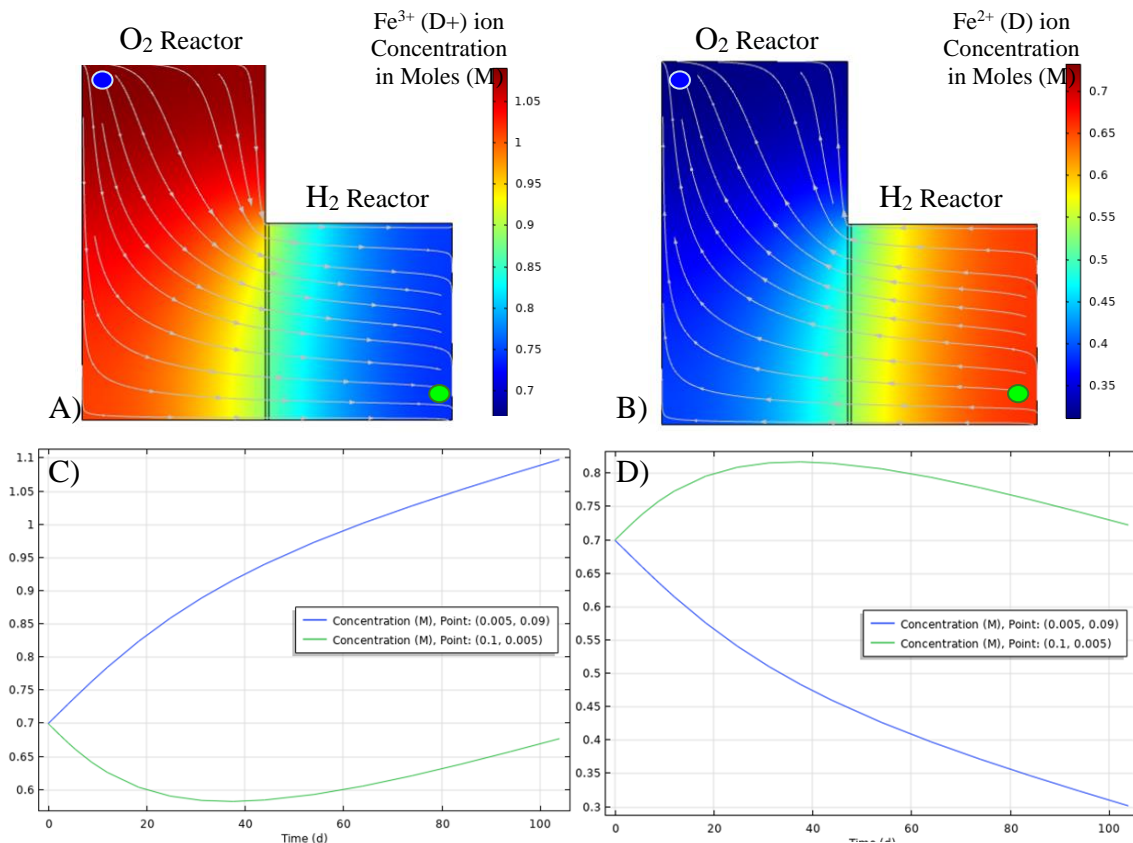 O₂ Reactor
Fe³⁺ (D+) ion
Concentration
in Moles (M)
H₂ Reactor
1.05
1
0.95
0.9
0.85
0.8
0.75
0.7
A)
O₂ Reactor
Fe²⁺ (D) ion
Concentration
in Moles (M)
H₂ Reactor
0.7
0.65
0.6
0.55
0.5
0.45
0.4
0.35
B)
C)
1.1
1.05
1
0.95
0.9
0.85
0.8
0.75
0.7
0.65
0.6
Concentration (M), Point: (0.005, 0.09)
Concentration (M), Point: (0.1, 0.005)
0 20 40 60 80 100
Time (d)
D)
0.8
0.75
0.7
0.65
0.6
0.55
0.5
0.45
0.4
0.35
0.3
Concentration (M), Point: (0.005, 0.09)
Concentration (M), Point: (0.1, 0.005)
0 20 40 60 80 100
Time (d)